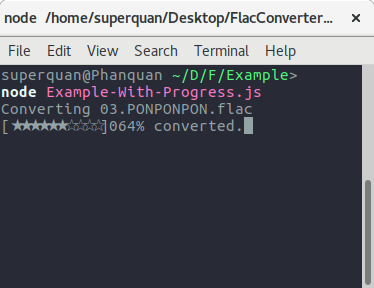 node /home/superquan/Desktop/FlacConverter...
File Edit View Search Terminal Help
superquan@Phanquan ~/D/F/Example>
node Example-With-Progress.js
Converting 03.PONPONPON.flac
[★★★★★★☆☆☆☆]064% converted.